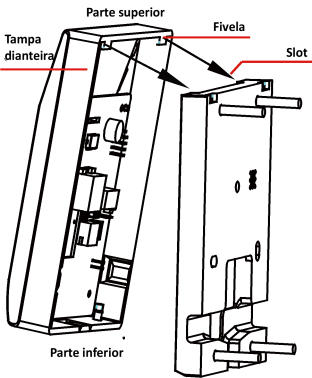 Parte superior
Fivela
Tampa
dianteira
Slot
Parte inferior